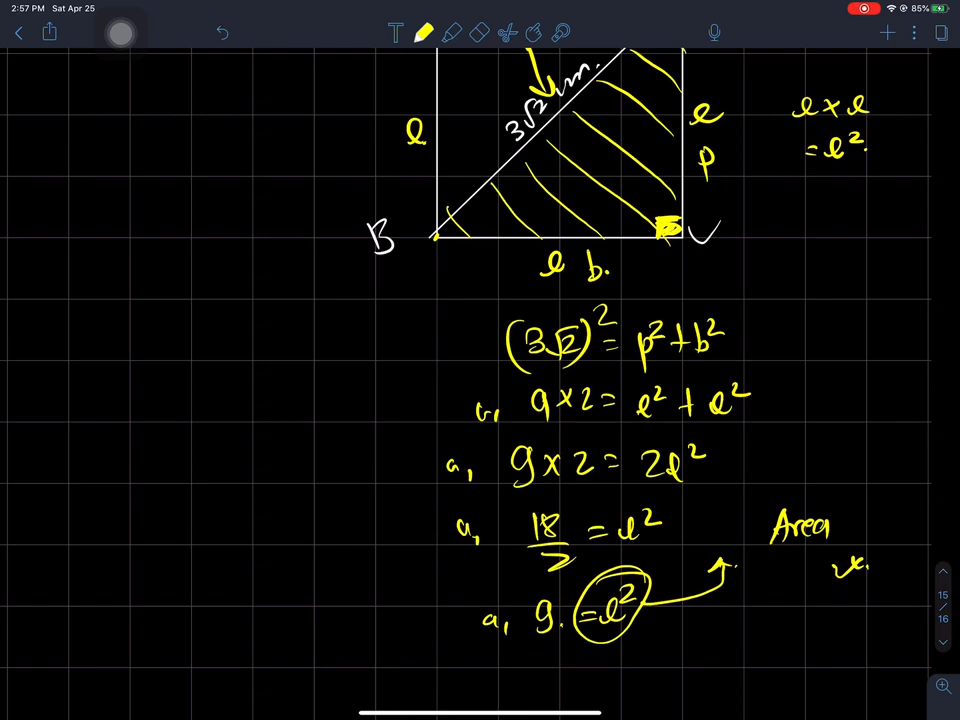 2:57 PM Sat Apr 25
85%
T
3√2 cm.
l
l
p
l × l
= l².
B
l b.
(3√2)² = p² + b²
9 × 2 = l² + l²
9 × 2 = 2l²
18/2 = l²
Area
9. = l²
15
/
16